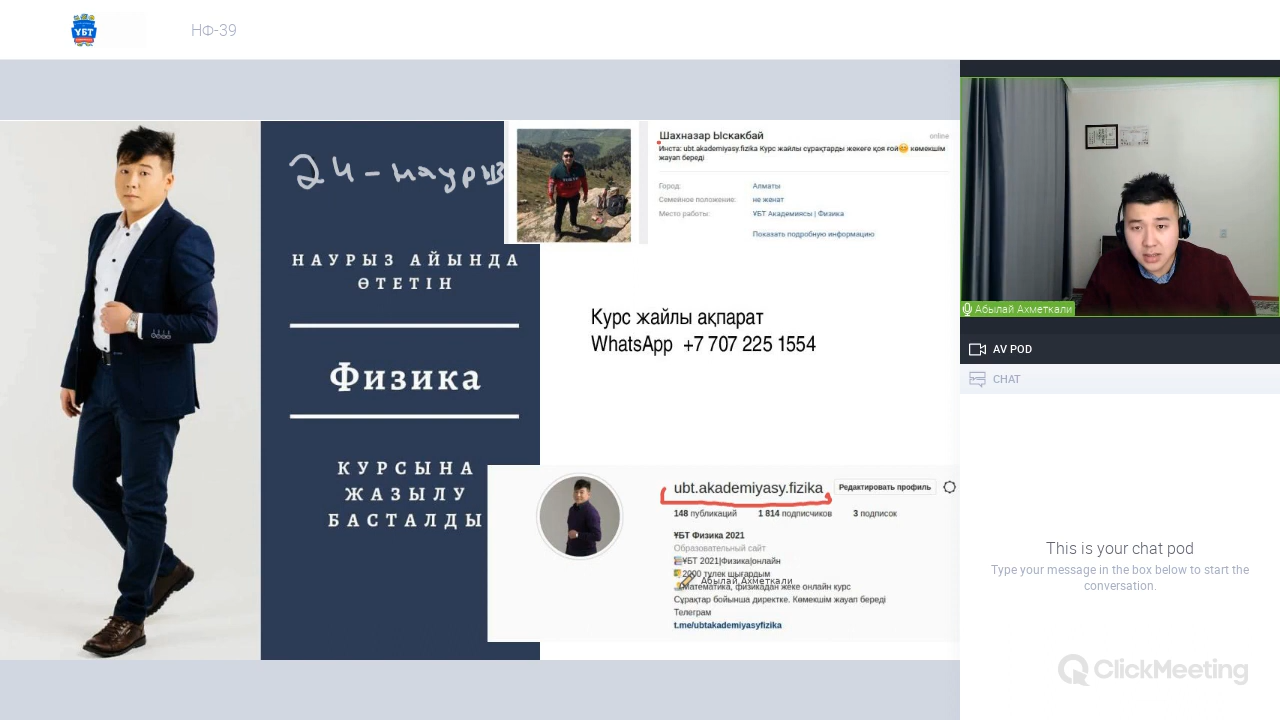 ҰБТ
НФ-39
24-наурыз
НАУРЫЗ АЙЫНДА
ӨТЕТІН
Физика
КУРСЫНА
ЖАЗЫЛУ
БАСТАЛДЫ
Шахназар Ысқакбай
online
Инста: ubt.akademiyasy.fizika Курс жайлы сұрақтарды жекеге қоя ғой😊 көмекшім
жауап береді
Город: Алматы
Семейное положение: не женат
Место работы: ҰБТ Академиясы | Физика
Показать подробную информацию
Курс жайлы ақпарат
WhatsApp +7 707 225 1554
ubt.akademiyasy.fizika Редактировать профиль
148 публикаций 1 814 подписчиков 3 подписок
ҰБТ Физика 2021
Образовательный сайт
ҰБТ 2021|Физика|онлайн
2000 түлек шығардым
Абылай Ахметкали
Математика, физикадан жеке онлайн курс
Сұрақтар бойынша директке. Көмекшім жауап береді
Телеграм
t.me/ubtakademiyasyfizika
Абылай Ахметкали
AV POD
CHAT
This is your chat pod
Type your message in the box below to start the
conversation.
ClickMeeting